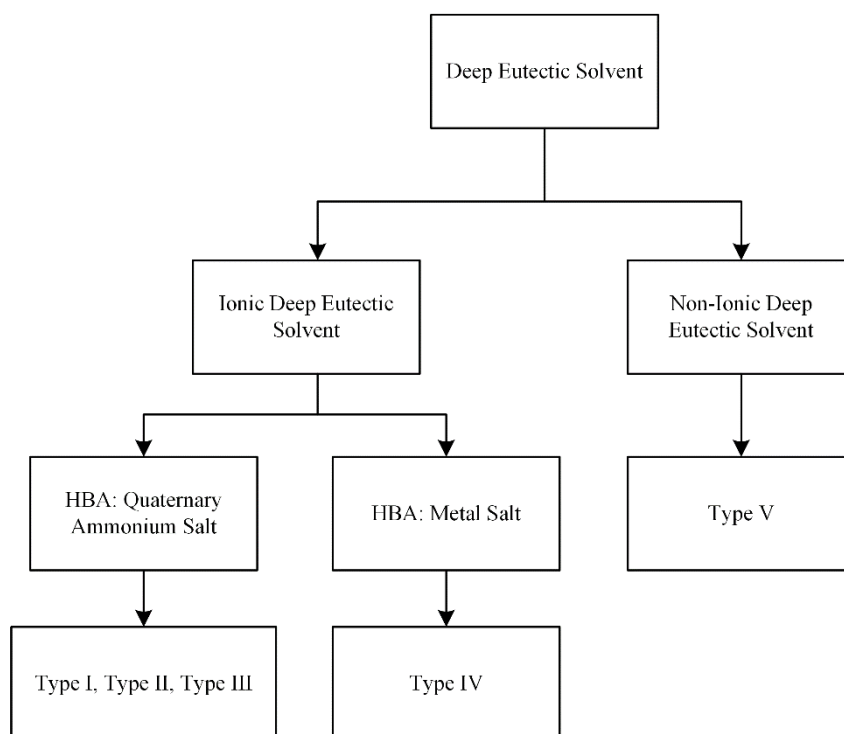 Deep Eutectic Solvent
Ionic Deep Eutectic
Solvent
Non-Ionic Deep
Eutectic Solvent
HBA: Quaternary
Ammonium Salt
HBA: Metal Salt
Type V
Type I, Type II, Type III
Type IV